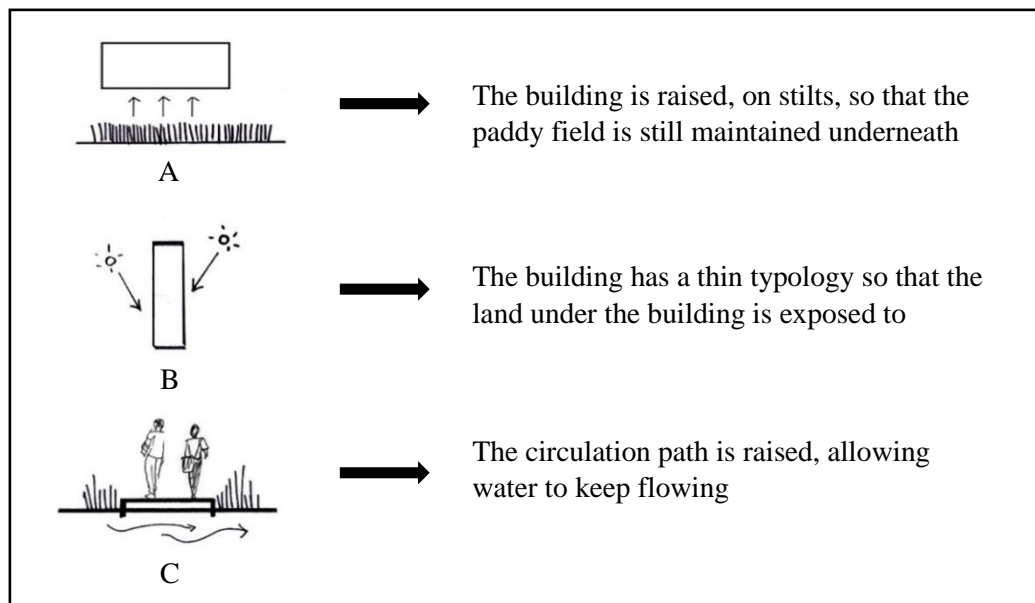 The building is raised, on stilts, so that the
paddy field is still maintained underneath
A
The building has a thin typology so that the
land under the building is exposed to
B
The circulation path is raised, allowing
water to keep flowing
C